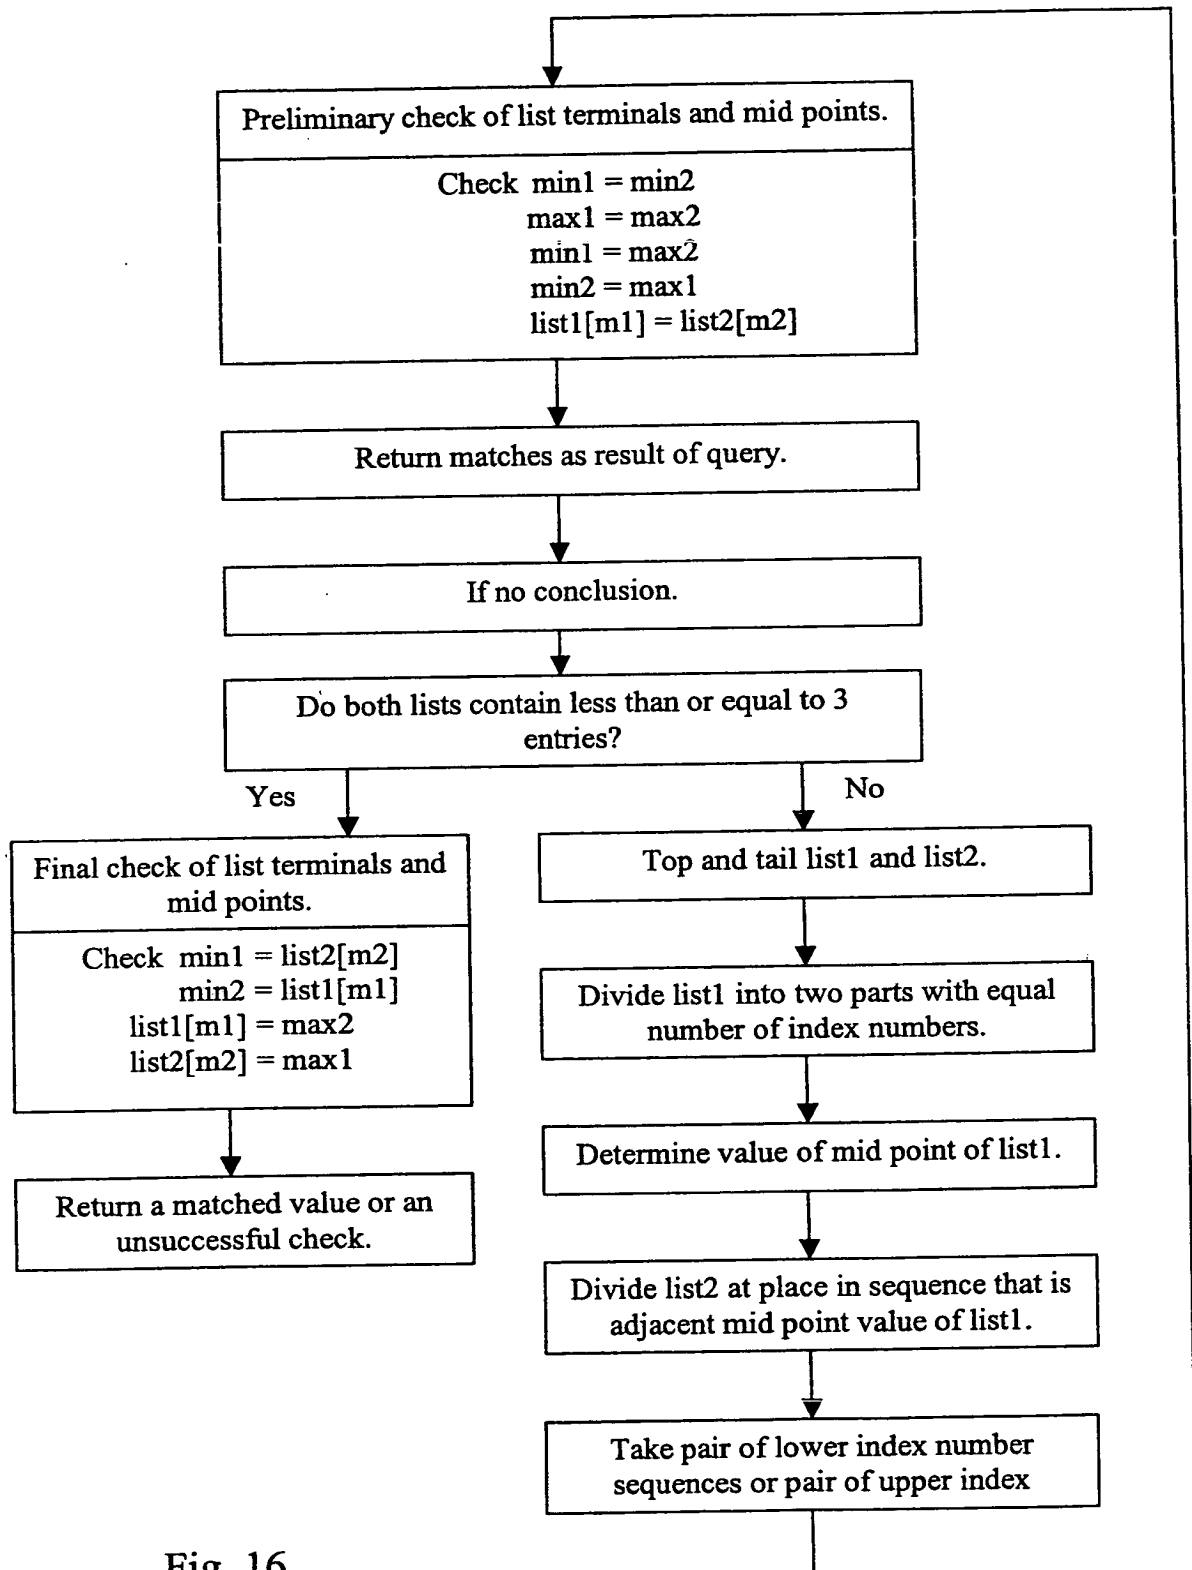 Preliminary check of list terminals and mid points.
Check min1 = min2
max1 = max2
min1 = max2
min2 = max1
list1[m1] = list2[m2]
Return matches as result of query.
If no conclusion.
Do both lists contain less than or equal to 3
entries?
Yes
No
Final check of list terminals and
mid points.
Check min1 = list2[m2]
min2 = list1[m1]
list1[m1] = max2
list2[m2] = max1
Return a matched value or an
unsuccessful check.
Top and tail list1 and list2.
Divide list1 into two parts with equal
number of index numbers.
Determine value of mid point of list1.
Divide list2 at place in sequence that is
adjacent mid point value of list1.
Take pair of lower index number
sequences or pair of upper index
Fig. 16